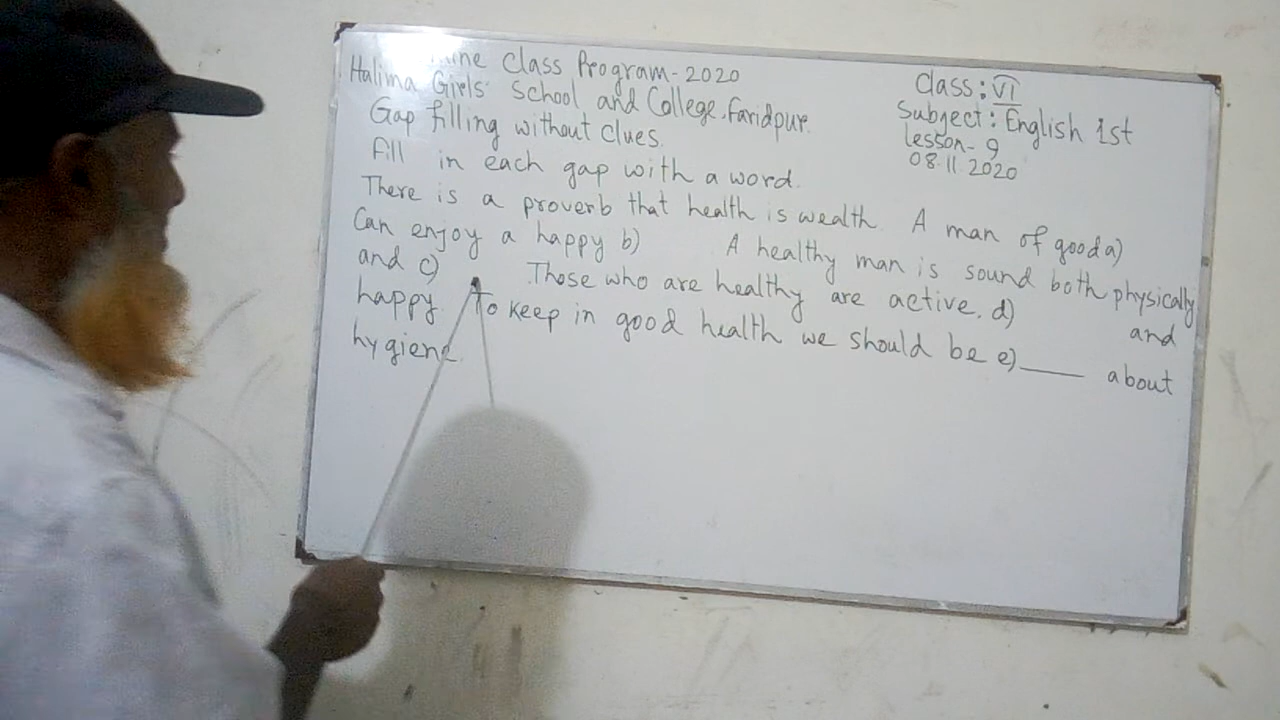 Class Program-2020
Halima Girls' School and College, Faridpur.
Class: VI
Subject: English 1st
Lesson-9
08.11.2020
Gap filling without clues.
Fill in each gap with a word.
There is a proverb that health is wealth. A man of good a)
Can enjoy a happy b) A healthy man is sound both physically
and c) Those who are healthy are active, d) and
happy. To keep in good health we should be e)____ about
hygiene.